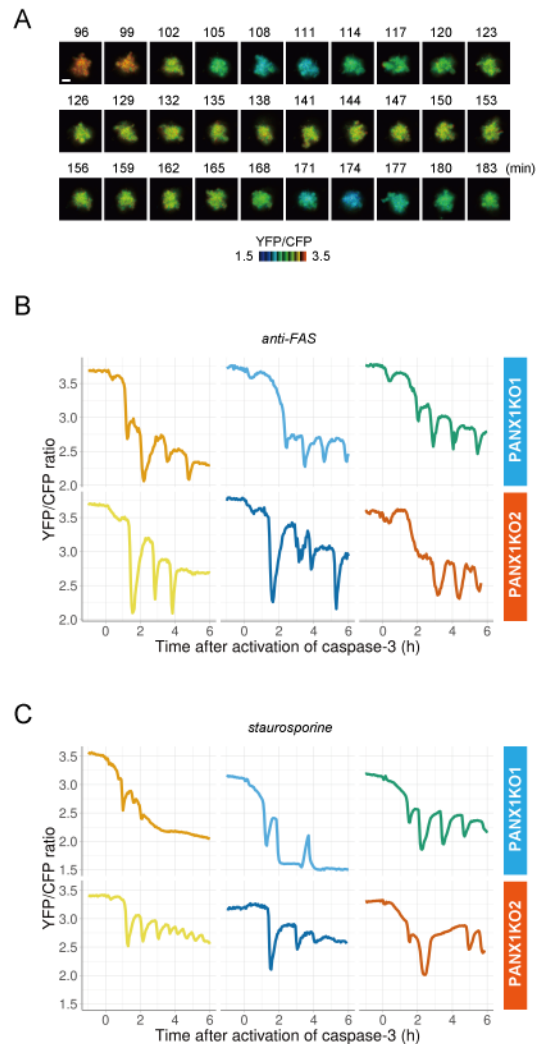 A
96 99 102 105 108 111 114 117 120 123
126 129 132 135 138 141 144 147 150 153
156 159 162 165 168 171 174 177 180 183 (min)
YFP/CFP
1.5 3.5
B
anti-FAS
3.5
3.0
2.5
2.0
PANX1KO1
YFP/CFP ratio
3.5
3.0
2.5
2.0
PANX1KO2
0 2 4 6 0 2 4 6 0 2 4 6
Time after activation of caspase-3 (h)
C
staurosporine
3.5
3.0
2.5
2.0
1.5
PANX1KO1
YFP/CFP ratio
3.5
3.0
2.5
2.0
1.5
PANX1KO2
0 2 4 6 0 2 4 6 0 2 4 6
Time after activation of caspase-3 (h)